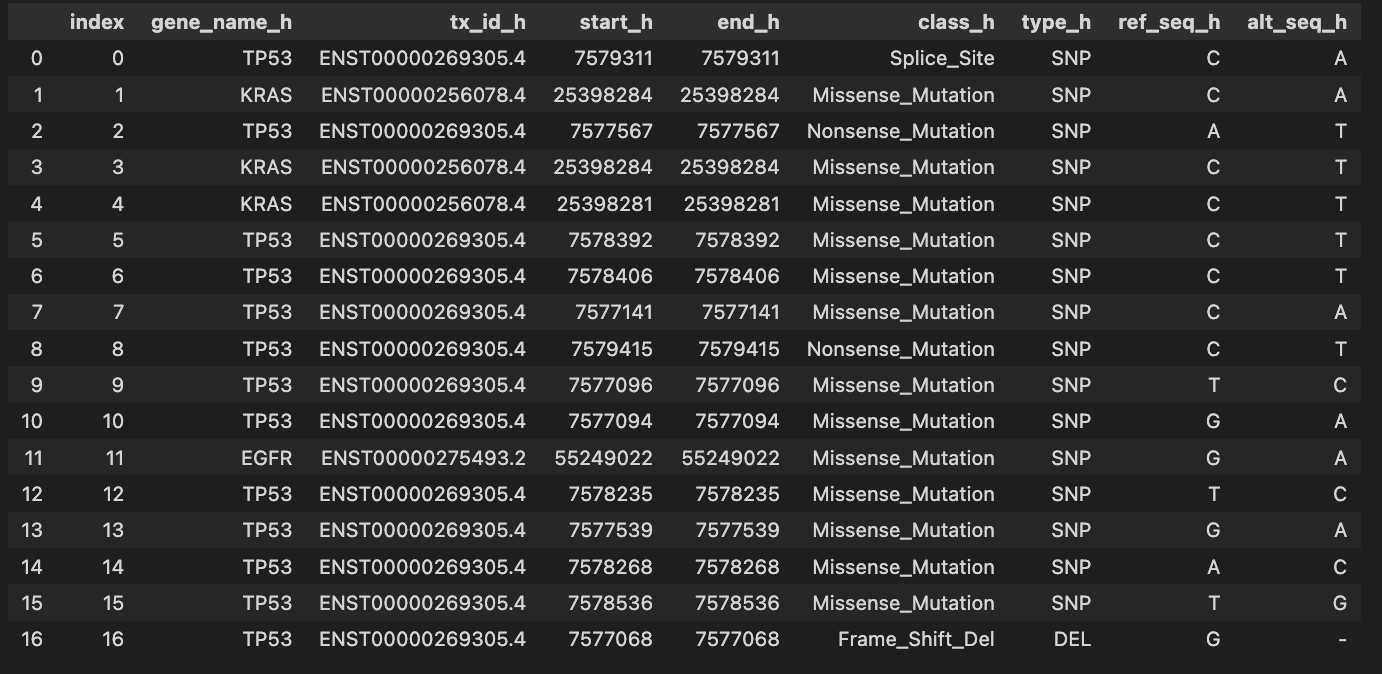 index gene_name_h tx_id_h start_h end_h class_h type_h ref_seq_h alt_seq_h
0 0 TP53 ENST00000269305.4 7579311 7579311 Splice_Site SNP C A
1 1 KRAS ENST00000256078.4 25398284 25398284 Missense_Mutation SNP C A
2 2 TP53 ENST00000269305.4 7577567 7577567 Nonsense_Mutation SNP A T
3 3 KRAS ENST00000256078.4 25398284 25398284 Missense_Mutation SNP C T
4 4 KRAS ENST00000256078.4 25398281 25398281 Missense_Mutation SNP C T
5 5 TP53 ENST00000269305.4 7578392 7578392 Missense_Mutation SNP C T
6 6 TP53 ENST00000269305.4 7578406 7578406 Missense_Mutation SNP C T
7 7 TP53 ENST00000269305.4 7577141 7577141 Missense_Mutation SNP C A
8 8 TP53 ENST00000269305.4 7579415 7579415 Nonsense_Mutation SNP C T
9 9 TP53 ENST00000269305.4 7577096 7577096 Missense_Mutation SNP T C
10 10 TP53 ENST00000269305.4 7577094 7577094 Missense_Mutation SNP G A
11 11 EGFR ENST00000275493.2 55249022 55249022 Missense_Mutation SNP G A
12 12 TP53 ENST00000269305.4 7578235 7578235 Missense_Mutation SNP T C
13 13 TP53 ENST00000269305.4 7577539 7577539 Missense_Mutation SNP G A
14 14 TP53 ENST00000269305.4 7578268 7578268 Missense_Mutation SNP A C
15 15 TP53 ENST00000269305.4 7578536 7578536 Missense_Mutation SNP T G
16 16 TP53 ENST00000269305.4 7577068 7577068 Frame_Shift_Del DEL G -